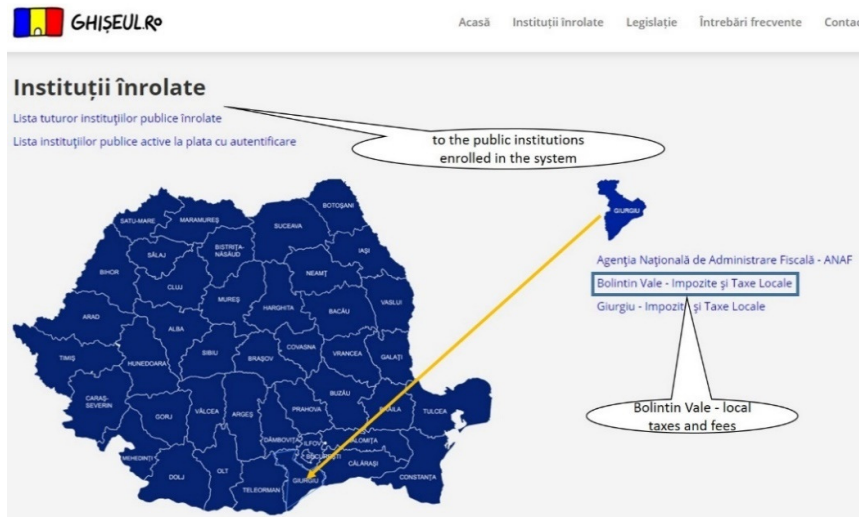 GHIȘEUL.RO
Acasă Instituții înrolate Legislație Întrebări frecvente Contac
Instituții înrolate
Lista tuturor instituțiilor publice înrolate
Lista instituțiilor publice active la plata cu autentificare
to the public institutions
enrolled in the system
GIURGIU
Agenția Națională de Administrare Fiscală - ANAF
Bolintin Vale - Impozite și Taxe Locale
Giurgiu - Impozite și Taxe Locale
Bolintin Vale - local
taxes and fees
BOTOȘANI
SATU-MARE
MARAMUREȘ
SUCEAVA
BISTRIȚA-
NĂSĂUD
IAȘI
SĂLAJ
BIHOR
NEAMȚ
CLUJ
MUREȘ
HARGHITA
BACĂU
VASLUI
ARAD
ALBA
TIMIȘ
HUNEDOARA
SIBIU
BRAȘOV
COVASNA
VRANCEA
GALAȚI
CARAȘ-
SEVERIN
BUZĂU
GORJ
VÂLCEA
ARGEȘ
PRAHOVA
BRĂILA
TULCEA
DÂMBOVIȚA
ILFOV
IALOMIȚA
MEHEDINȚI
BUCUREȘTI
CĂLĂRAȘI
DOLJ
OLT
TELEORMAN
GIURGIU
CONSTANȚA